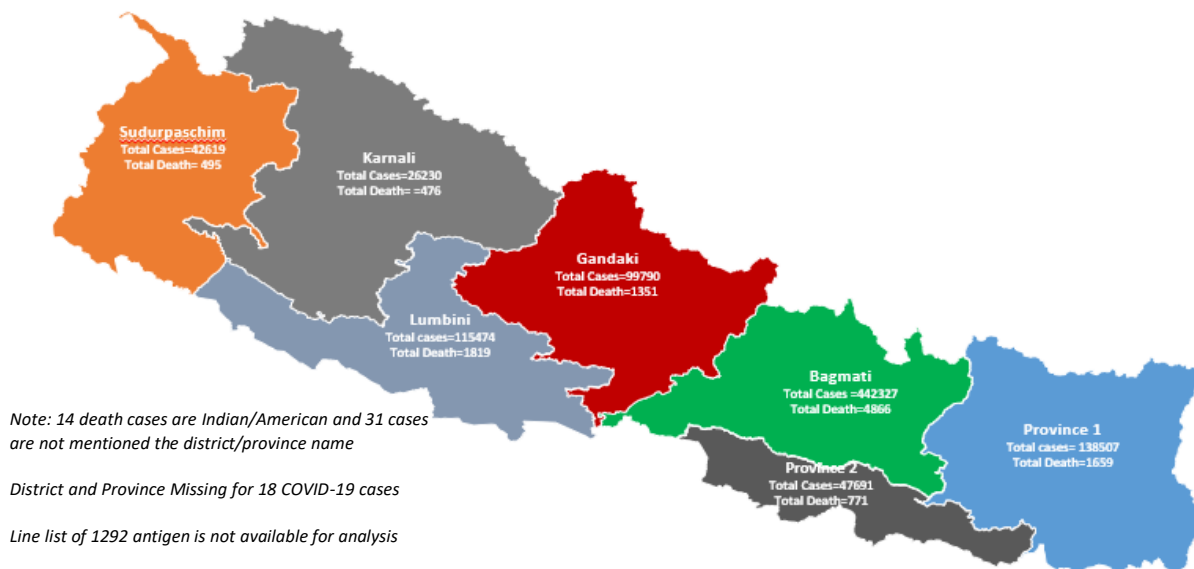 Sudurpaschim
Total Cases=42619
Total Death= 495
Karnali
Total Cases=26230
Total Death= =476
Gandaki
Total Cases=99790
Total Death=1351
Lumbini
Total cases=115474
Total Death=1819
Bagmati
Total Cases =442327
Total Death=4866
Province 1
Total cases= 138507
Total Death=1659
Province 2
Total Cases=47691
Total Death=771
Note: 14 death cases are Indian/American and 31 cases
are not mentioned the district/province name
District and Province Missing for 18 COVID-19 cases
Line list of 1292 antigen is not available for analysis